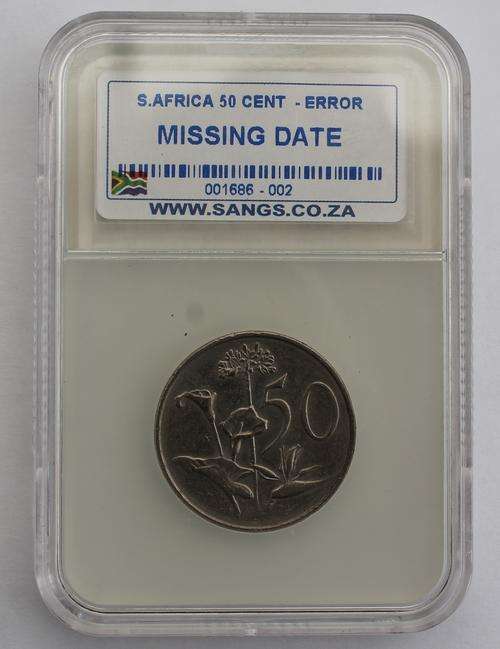 S.AFRICA 50 CENT - ERROR
MISSING DATE
001686 - 002
WWW.SANGS.CO.ZA
50